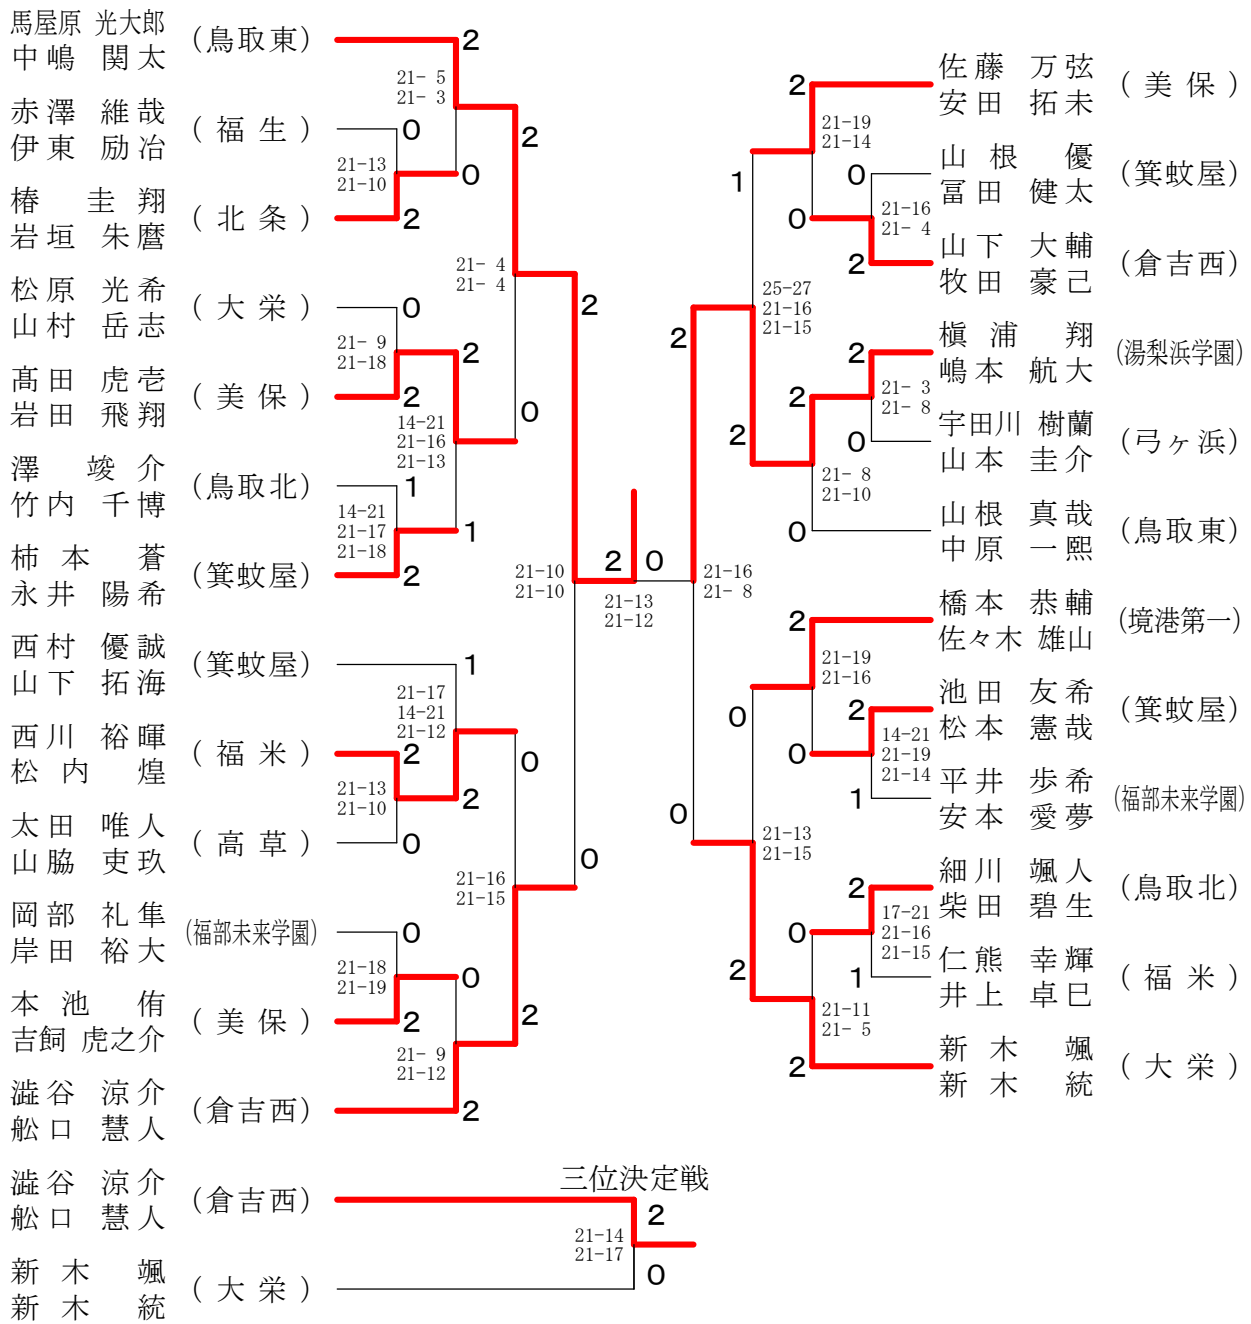 馬屋原 光大郎
中嶋 関太
(鳥取東)
2
21- 5
21- 3
赤澤 維哉
伊東 励冶
(福生)
0
21-13
21-10
0
2
椿 圭翔
岩垣 朱麿
(北条)
2
21- 4
21- 4
2
松原 光希
山村 岳志
(大栄)
0
21- 9
21-18
2
髙田 虎壱
岩田 飛翔
(美保)
2
0
14-21
21-16
21-13
澤 竣介
竹内 千博
(鳥取北)
1
14-21
21-17
21-18
1
柿本 蒼
永井 陽希
(箕蚊屋)
2
21-10
21-10
西村 優誠
山下 拓海
(箕蚊屋)
1
21-17
14-21
21-12
西川 裕暉
松内 煌
(福米)
2
0
21-13
21-10
2
太田 唯人
山脇 吏玖
(高草)
0
0
21-16
21-15
岡部 礼隼
岸田 裕大
(福部未来学園)
0
21-18
21-19
0
本池 侑
吉飼 虎之介
(美保)
2
2
21- 9
21-12
澁谷 涼介
舩口 慧人
(倉吉西)
2
2
0
21-13
21-12
佐藤 万弦
安田 拓未
(美保)
2
21-19
21-14
1
山根 優
冨田 健太
(箕蚊屋)
0
21-16
21- 4
0
山下 大輔
牧田 豪己
(倉吉西)
2
25-27
21-16
21-15
2
槇浦 翔
嶋本 航大
(湯梨浜学園)
2
21- 3
21- 8
2
宇田川 樹蘭
山本 圭介
(弓ヶ浜)
0
2
21- 8
21-10
山根 真哉
中原 一熙
(鳥取東)
0
21-16
21- 8
橋本 恭輔
佐々木 雄山
(境港第一)
2
21-19
21-16
0
池田 友希
松本 憲哉
(箕蚊屋)
2
14-21
21-19
21-14
0
平井 歩希
安本 愛夢
(福部未来学園)
1
0
21-13
21-15
細川 颯人
柴田 碧生
(鳥取北)
2
17-21
21-16
21-15
0
仁熊 幸輝
井上 卓巳
(福米)
1
2
21-11
21- 5
新木 颯
新木 統
(大栄)
2
三位決定戦
澁谷 涼介
舩口 慧人
(倉吉西)
2
21-14
21-17
新木 颯
新木 統
(大栄)
0